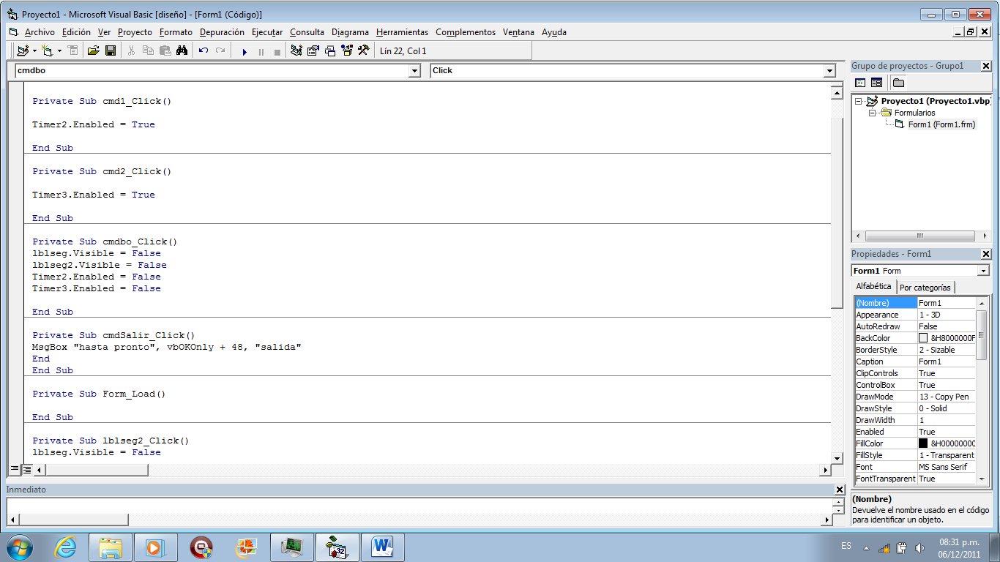 Proyecto1 - Microsoft Visual Basic [diseño] - [Form1 (Código)]
Archivo Edición Ver Proyecto Formato Depuración Ejecutar Consulta Diagrama Herramientas Complementos Ventana Ayuda
Lín 22, Col 1
cmdbo
Click
Private Sub cmd1_Click()
Timer2.Enabled = True
End Sub
Private Sub cmd2_Click()
Timer3.Enabled = True
End Sub
Private Sub cmdbo_Click()
lblseg.Visible = False
lblseg2.Visible = False
Timer2.Enabled = False
Timer3.Enabled = False
End Sub
Private Sub cmdSalir_Click()
MsgBox "hasta pronto", vbOKOnly + 48, "salida"
End
End Sub
Private Sub Form_Load()
End Sub
Private Sub lblseg2_Click()
lblseg.Visible = False
Inmediato
Grupo de proyectos - Grupo1
Proyecto1 (Proyecto1.vbp)
Formularios
Form1 (Form1.frm)
Propiedades - Form1
Form1 Form
Alfabética Por categorías
(Nombre) Form1
Appearance 1 - 3D
AutoRedraw False
BackColor &H8000000F
BorderStyle 2 - Sizable
Caption Form1
ClipControls True
ControlBox True
DrawMode 13 - Copy Pen
DrawStyle 0 - Solid
DrawWidth 1
Enabled True
FillColor &H00000000
FillStyle 1 - Transparent
Font MS Sans Serif
FontTransparent True
(Nombre)
Devuelve el nombre usado en el código
para identificar un objeto.
32
ES
08:31 p.m.
06/12/2011